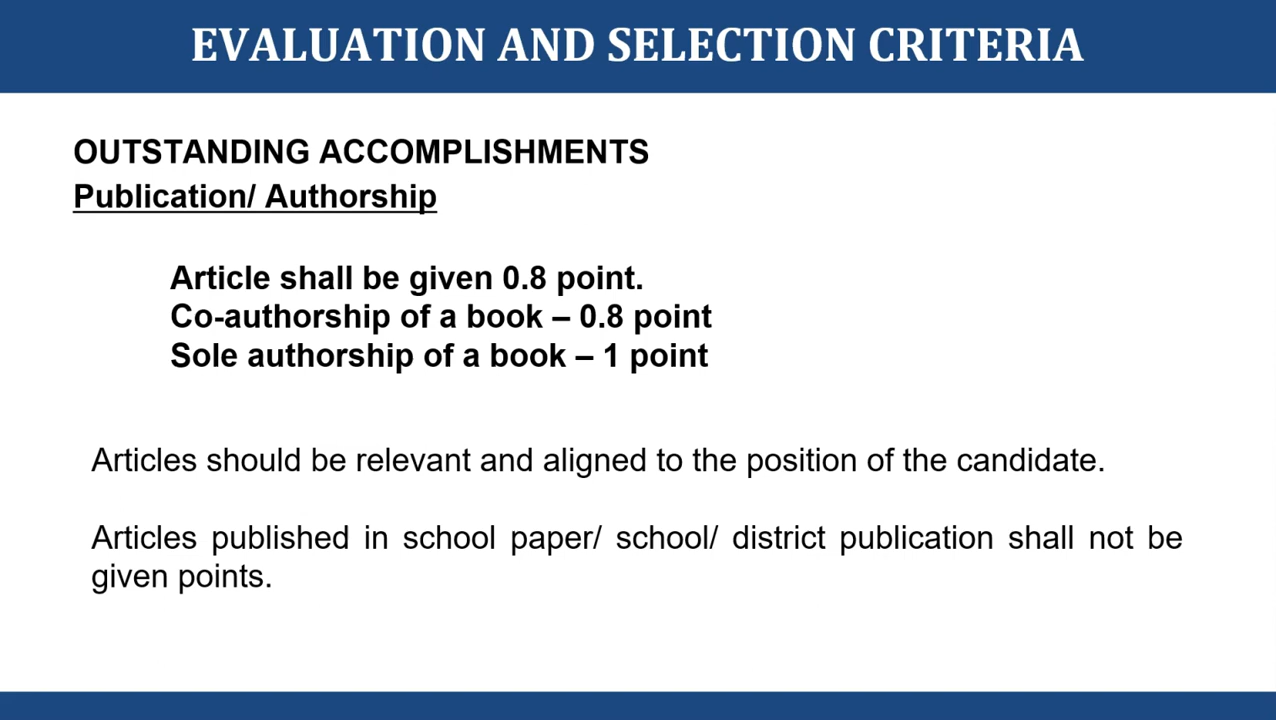 EVALUATION AND SELECTION CRITERIA
OUTSTANDING ACCOMPLISHMENTS
Publication/ Authorship
Article shall be given 0.8 point.
Co-authorship of a book – 0.8 point
Sole authorship of a book – 1 point
Articles should be relevant and aligned to the position of the candidate.
Articles published in school paper/ school/ district publication shall not be
given points.